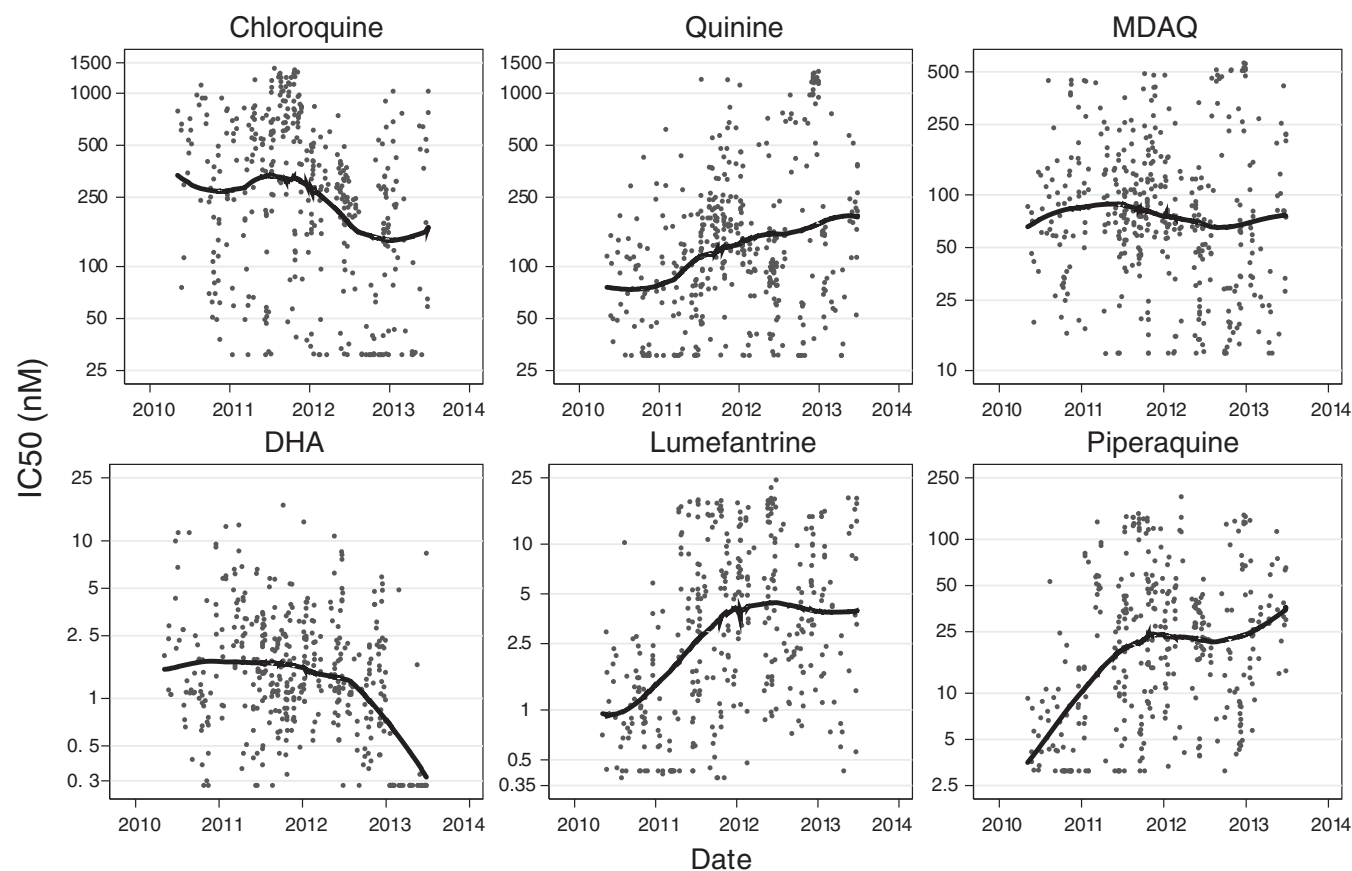 Chloroquine Quinine MDAQ
1500 1500 500
1000 1000
500 500 250
250 250 100
100 100 50
50 50 25
25 25 10
2010 2011 2012 2013 2014 2010 2011 2012 2013 2014 2010 2011 2012 2013 2014
IC50 (nM)
DHA Lumefantrine Piperaquine
25 25 250
10 10 100
5 5 50
2.5 2.5 25
1 1 10
0.5 0.5 5
0.3 0.35 2.5
2010 2011 2012 2013 2014 2010 2011 2012 2013 2014 2010 2011 2012 2013 2014
Date